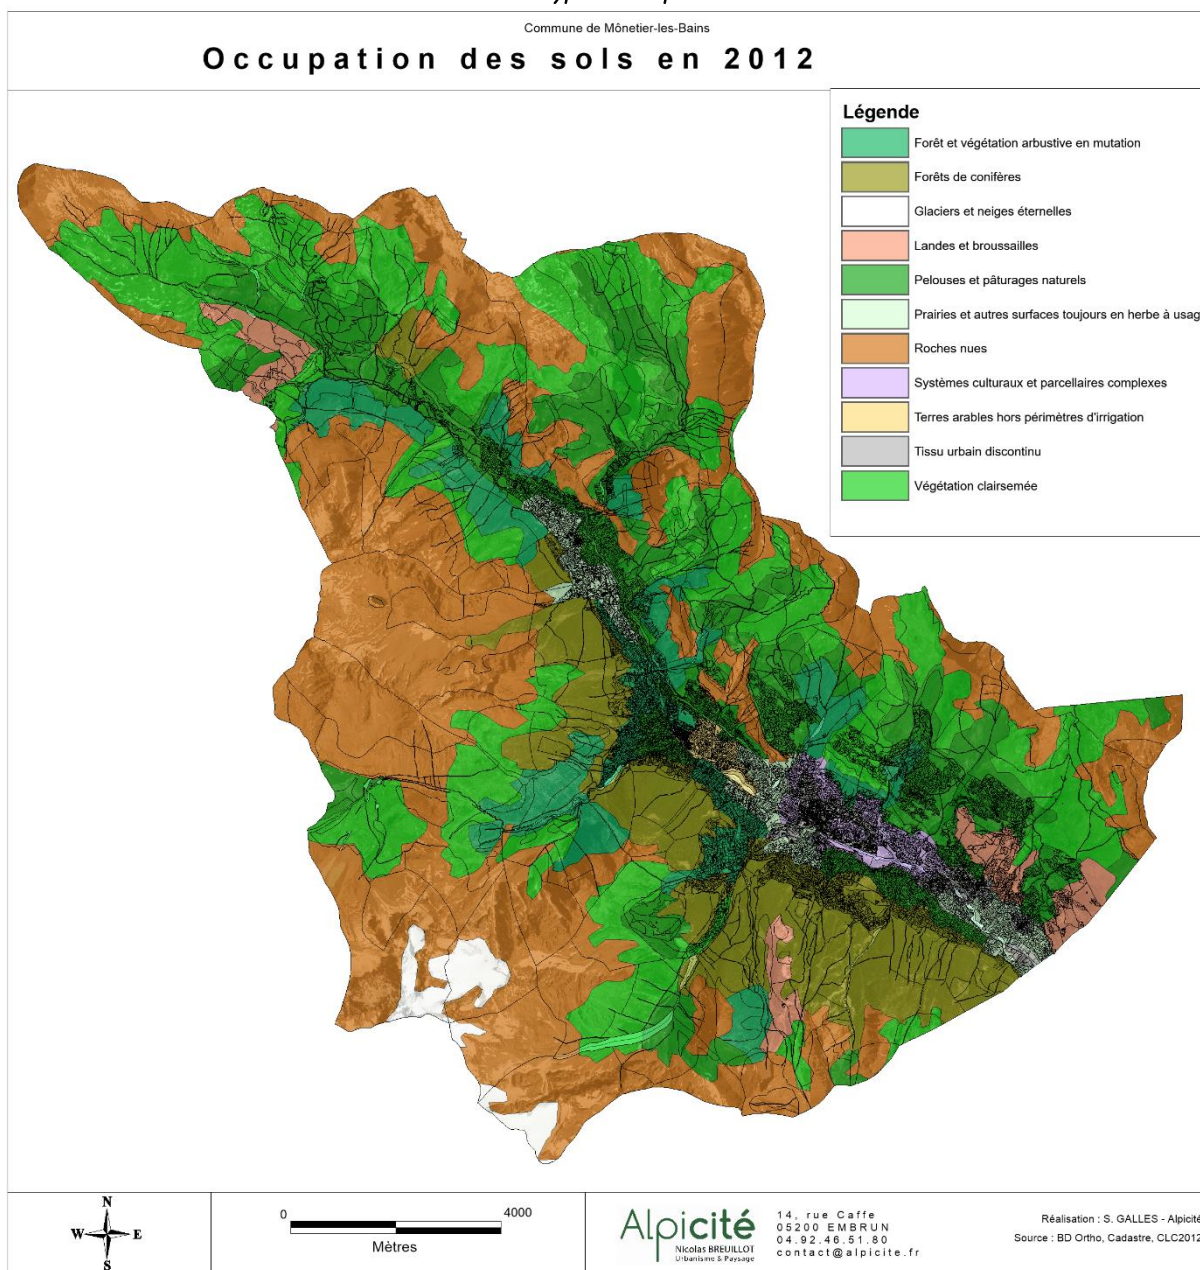 Commune de Mônetier-les-Bains
Occupation des sols en 2012
Légende
Forêt et végétation arbustive en mutation
Forêts de conifères
Glaciers et neiges éternelles
Landes et broussailles
Pelouses et pâturages naturels
Prairies et autres surfaces toujours en herbe à usag
Roches nues
Systèmes culturaux et parcellaires complexes
Terres arables hors périmètres d'irrigation
Tissu urbain discontinu
Végétation clairsemée
N
W E
S
0 4000
Mètres
Alpicité
Nicolas BREUILLOT
Urbanisme & Paysage
14, rue Caffe
05200 EMBRUN
04.92.46.51.80
contact@alpicite.fr
Réalisation : S. GALLES - Alpicité
Source : BD Ortho, Cadastre, CLC2012